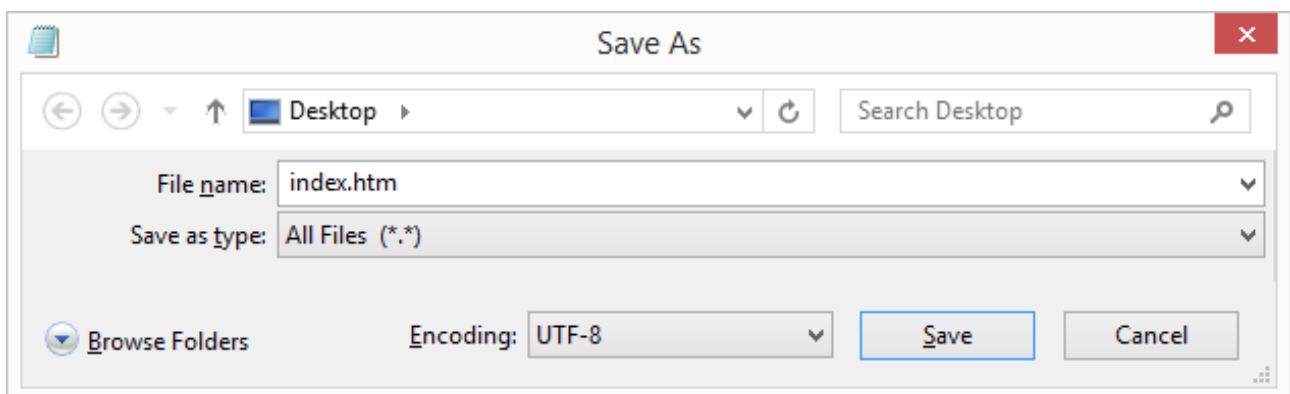 Save As
Desktop
Search Desktop
File name: index.htm
Save as type: All Files (*.*)
Browse Folders Encoding: UTF-8 Save Cancel